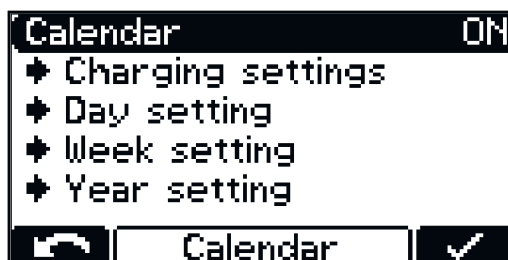 Calendar ON
Charging settings
Day setting
Week setting
Year setting
Calendar